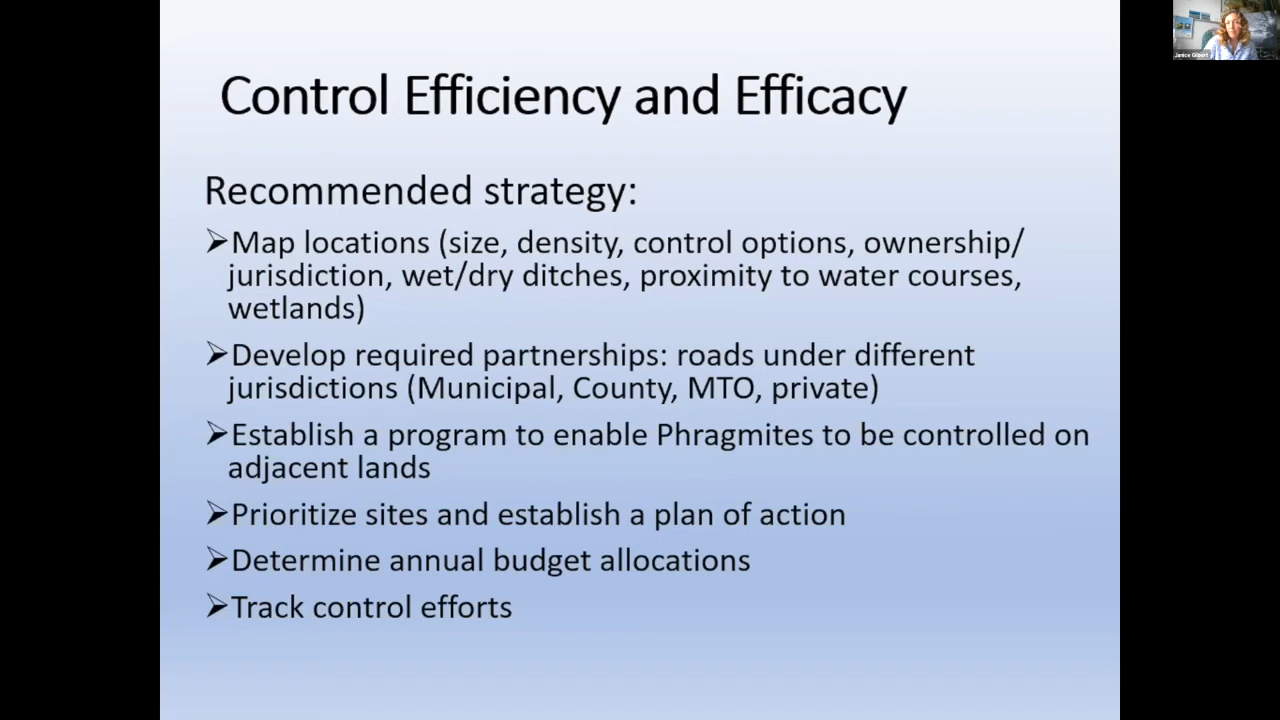 Control Efficiency and Efficacy
Recommended strategy:
➢Map locations (size, density, control options, ownership/
jurisdiction, wet/dry ditches, proximity to water courses,
wetlands)
➢Develop required partnerships: roads under different
jurisdictions (Municipal, County, MTO, private)
➢Establish a program to enable Phragmites to be controlled on
adjacent lands
➢Prioritize sites and establish a plan of action
➢Determine annual budget allocations
➢Track control efforts
Janice Gilbert